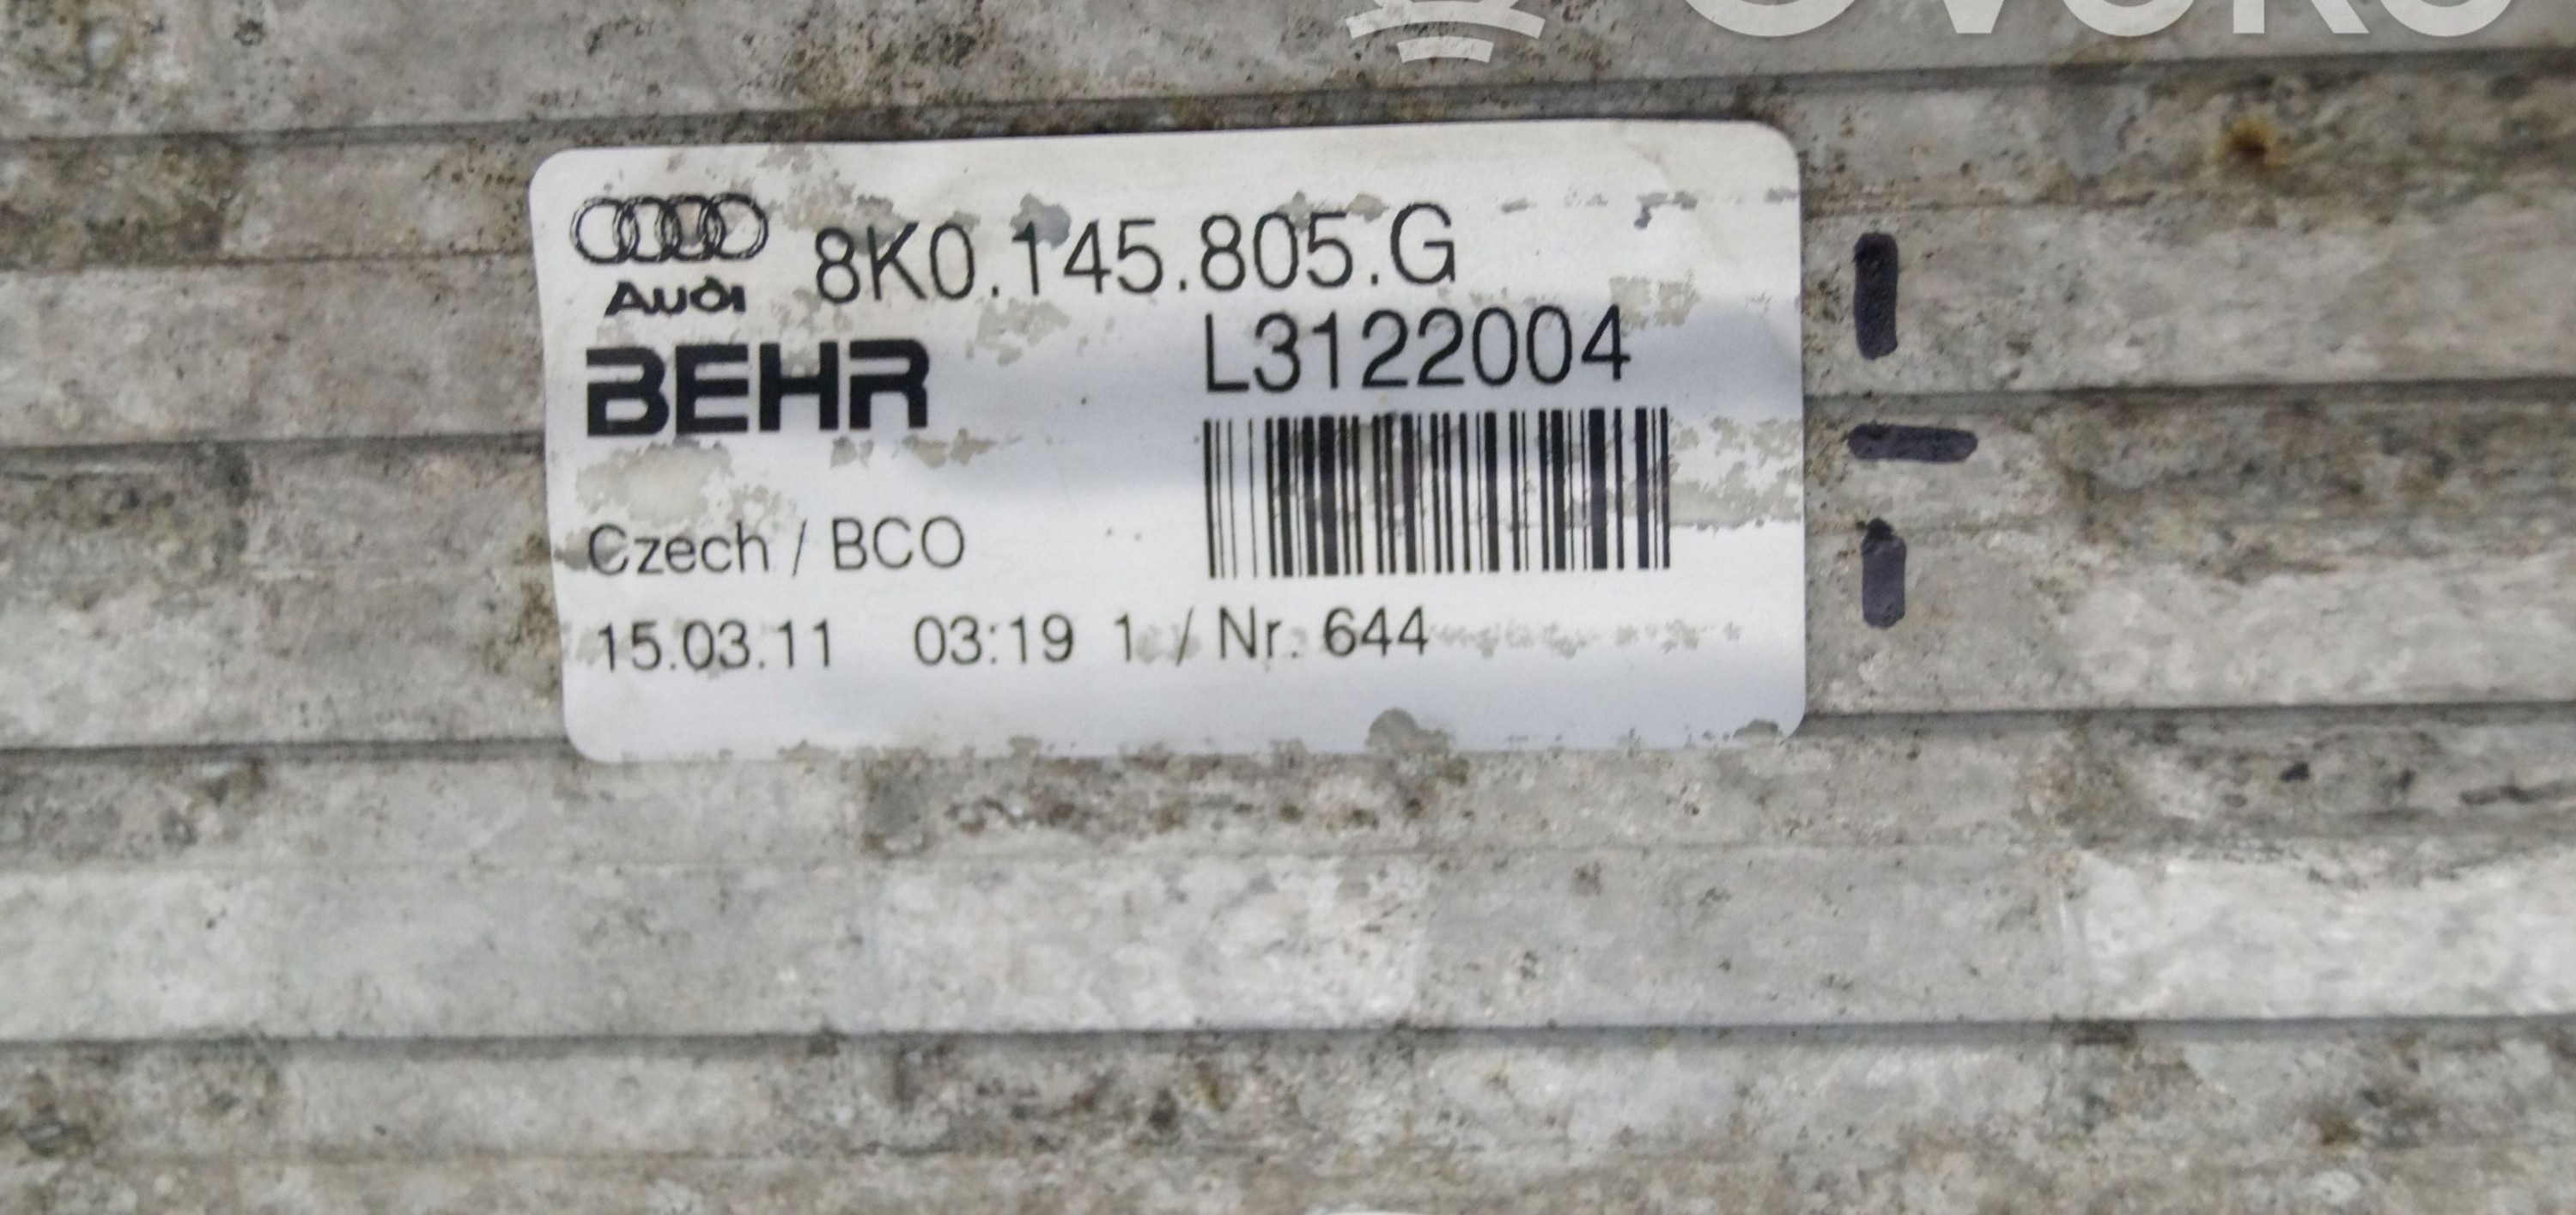 8K0.145.805.G
Audi
L3122004
BEHR
Czech / BCO
15.03.11 03:19 1 / Nr. 644